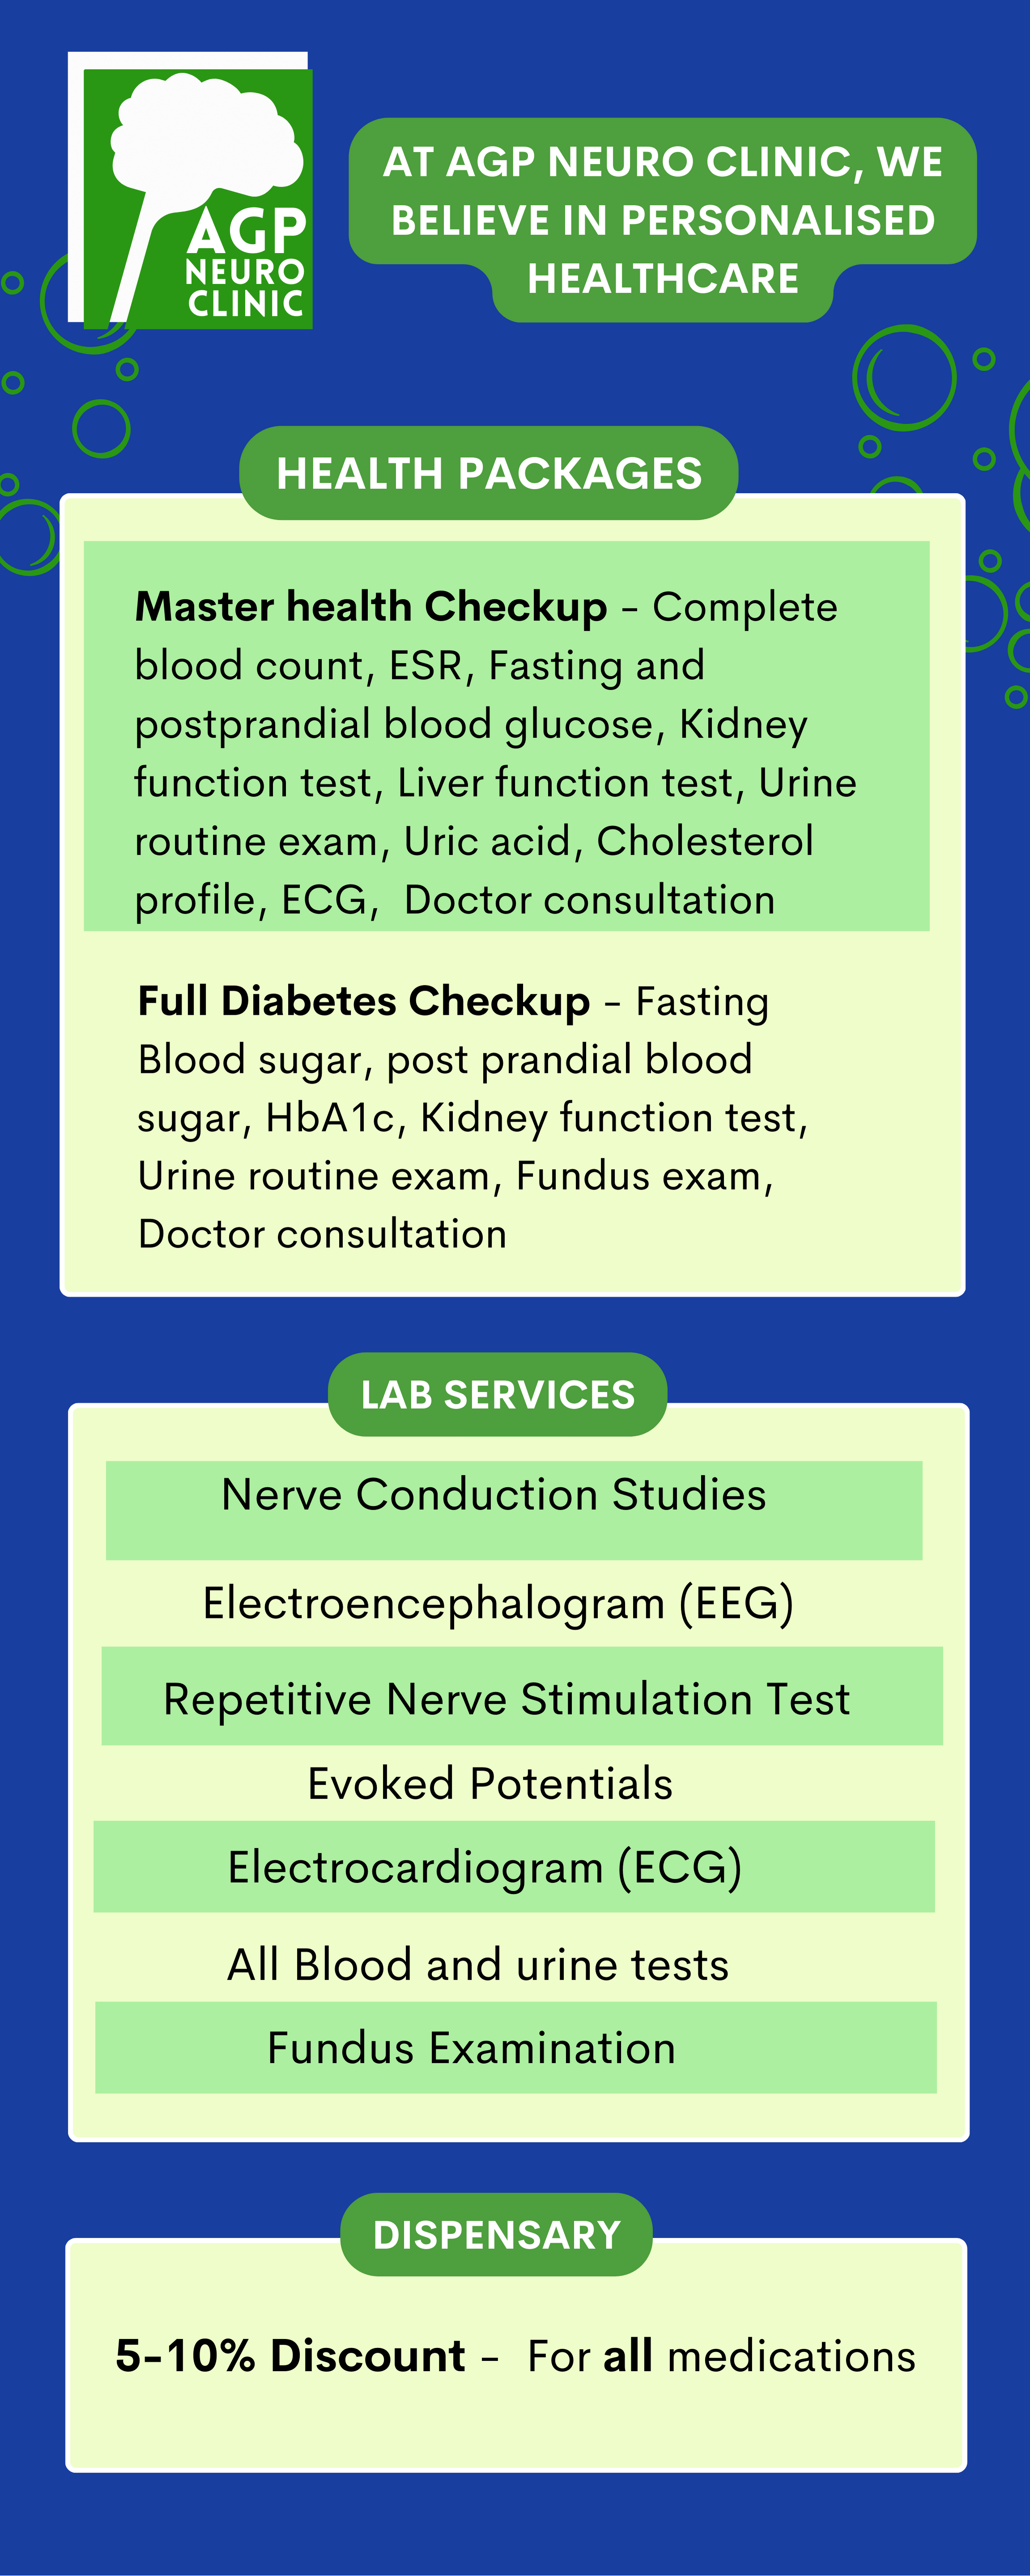 AGP
NEURO
CLINIC
AT AGP NEURO CLINIC, WE
BELIEVE IN PERSONALISED
HEALTHCARE
HEALTH PACKAGES
Master health Checkup - Complete
blood count, ESR, Fasting and
postprandial blood glucose, Kidney
function test, Liver function test, Urine
routine exam, Uric acid, Cholesterol
profile, ECG, Doctor consultation
Full Diabetes Checkup - Fasting
Blood sugar, post prandial blood
sugar, HbA1c, Kidney function test,
Urine routine exam, Fundus exam,
Doctor consultation
LAB SERVICES
Nerve Conduction Studies
Electroencephalogram (EEG)
Repetitive Nerve Stimulation Test
Evoked Potentials
Electrocardiogram (ECG)
All Blood and urine tests
Fundus Examination
DISPENSARY
5-10% Discount - For all medications